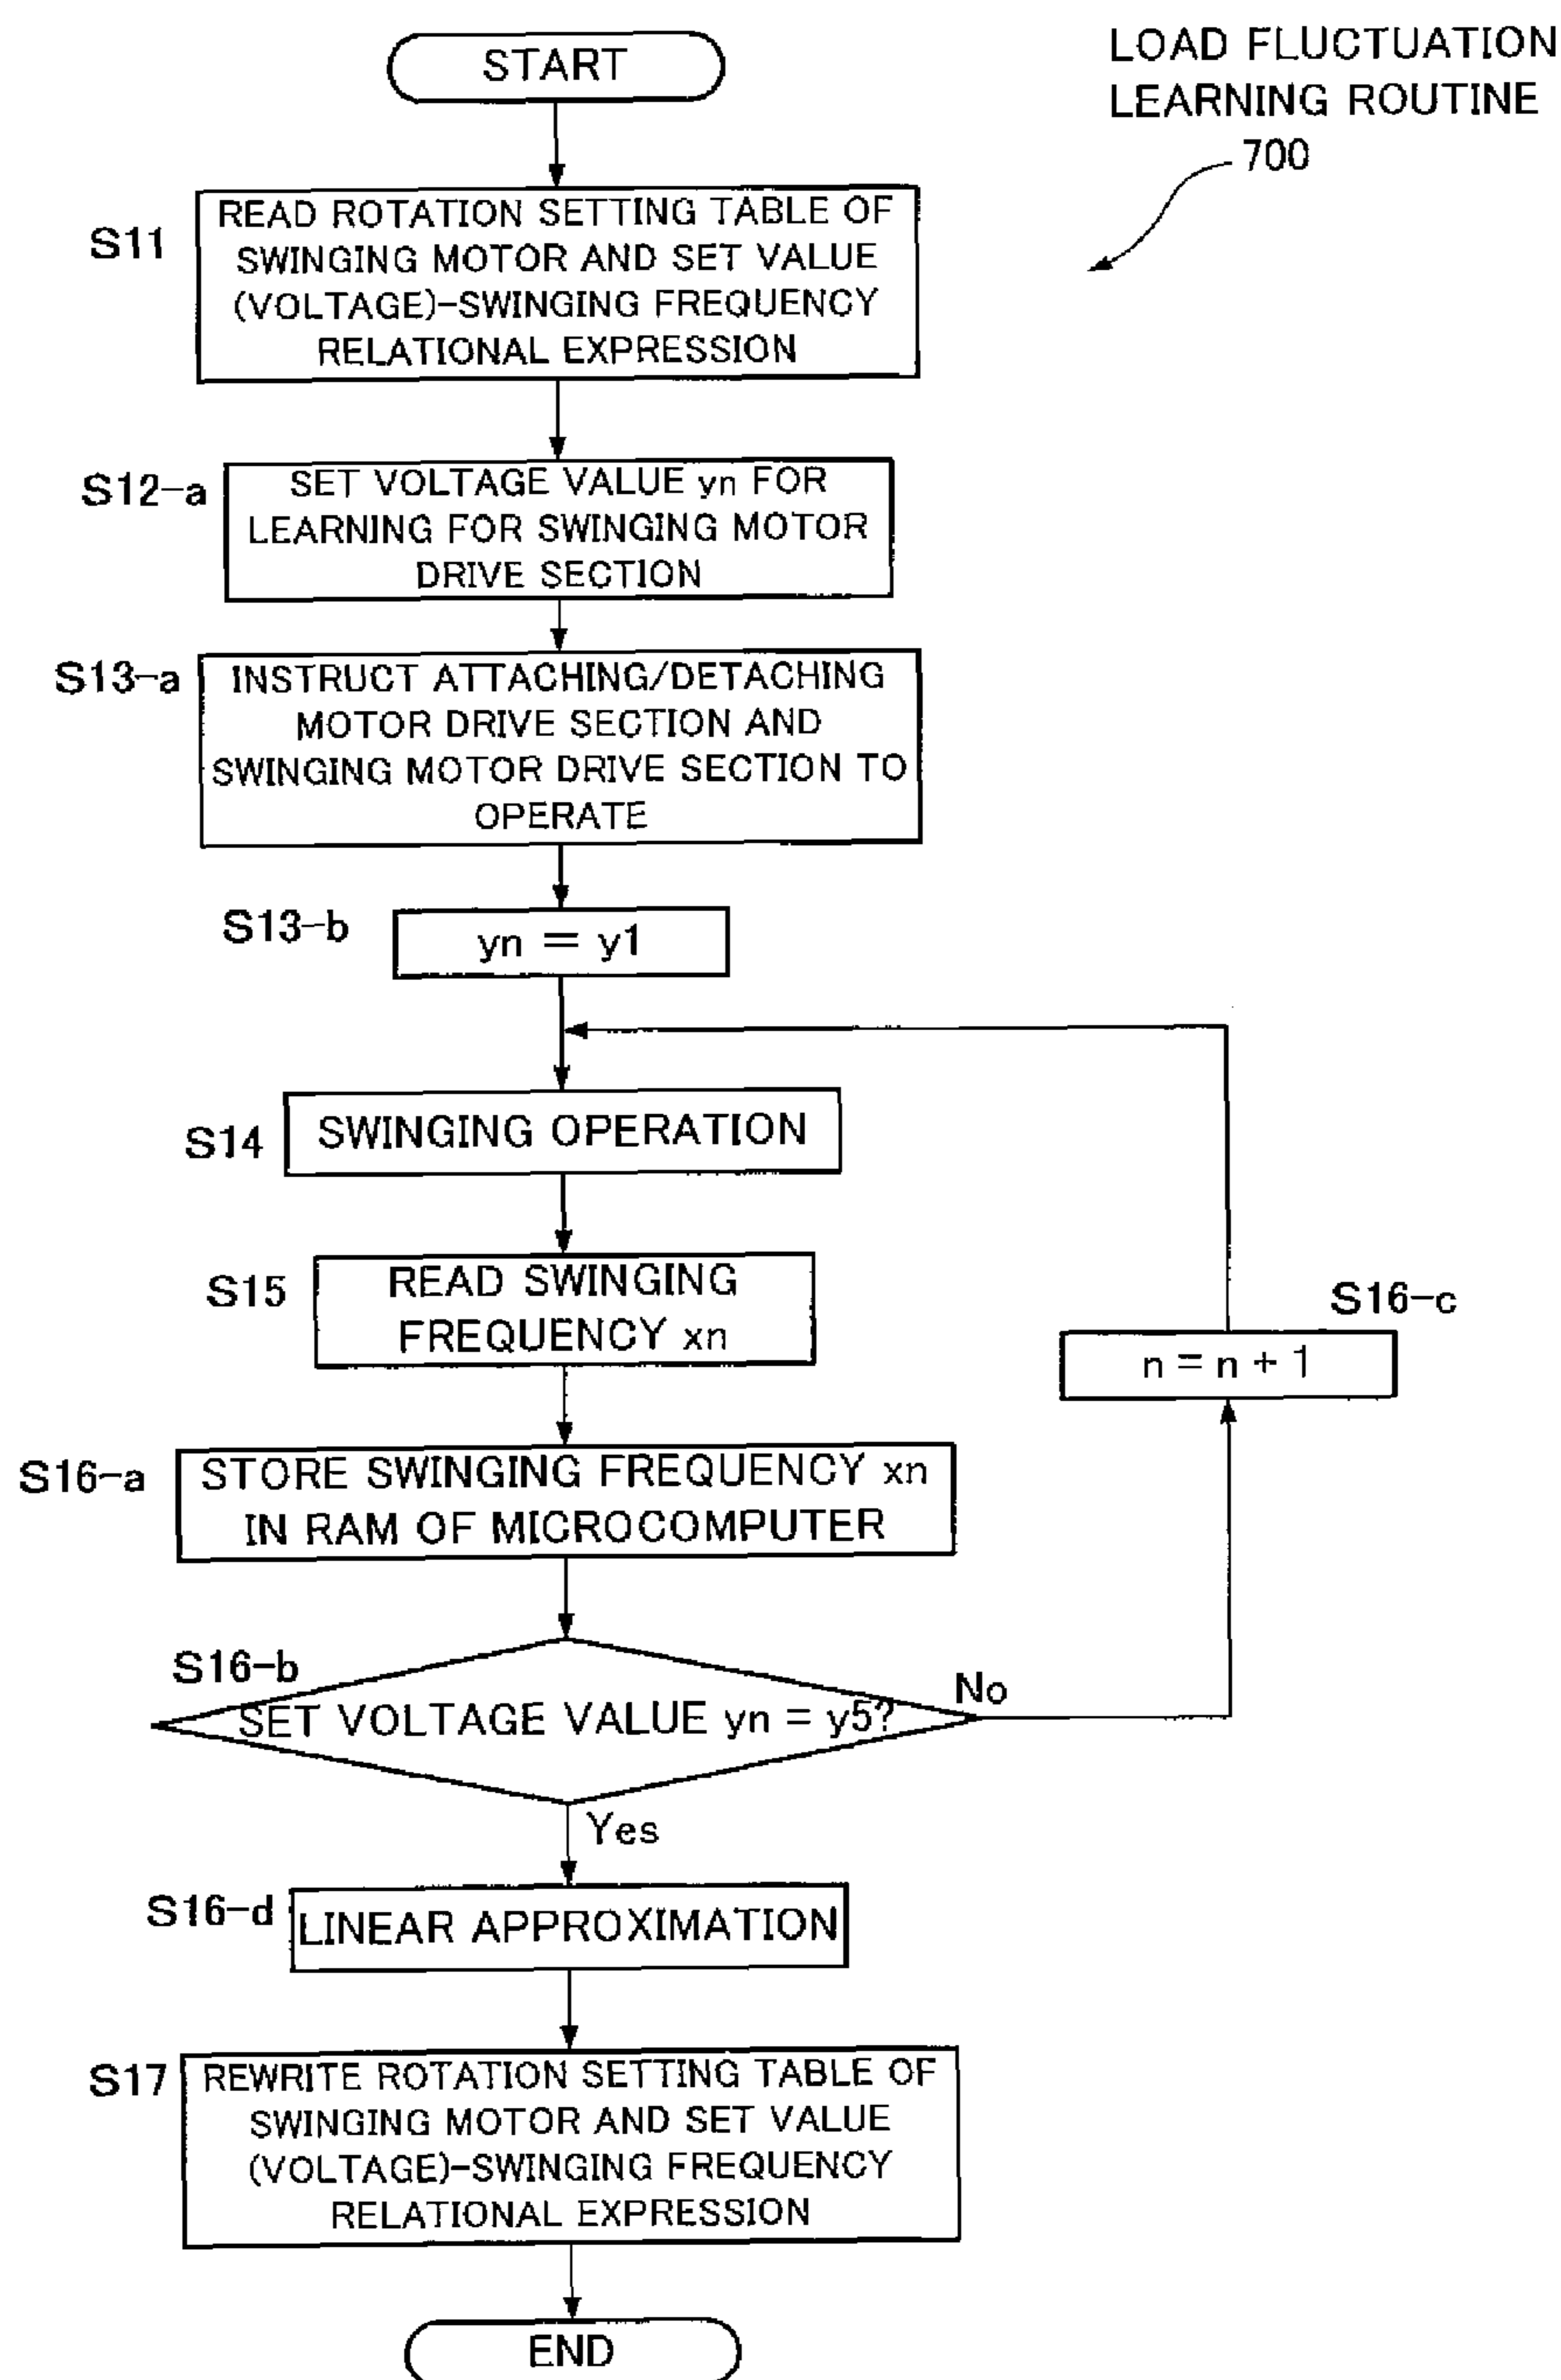 LOAD FLUCTUATION
LEARNING ROUTINE
700
START
S11
READ ROTATION SETTING TABLE OF
SWINGING MOTOR AND SET VALUE
(VOLTAGE)-SWINGING FREQUENCY
RELATIONAL EXPRESSION
S12-a
SET VOLTAGE VALUE yn FOR
LEARNING FOR SWINGING MOTOR
DRIVE SECTION
S13-a
INSTRUCT ATTACHING/DETACHING
MOTOR DRIVE SECTION AND
SWINGING MOTOR DRIVE SECTION TO
OPERATE
S13-b
yn = y1
S14
SWINGING OPERATION
S15
READ SWINGING
FREQUENCY xn
S16-c
n = n + 1
S16-a
STORE SWINGING FREQUENCY xn
IN RAM OF MICROCOMPUTER
S16-b
SET VOLTAGE VALUE yn = y5?
No
Yes
S16-d
LINEAR APPROXIMATION
S17
REWRITE ROTATION SETTING TABLE OF
SWINGING MOTOR AND SET VALUE
(VOLTAGE)-SWINGING FREQUENCY
RELATIONAL EXPRESSION
END